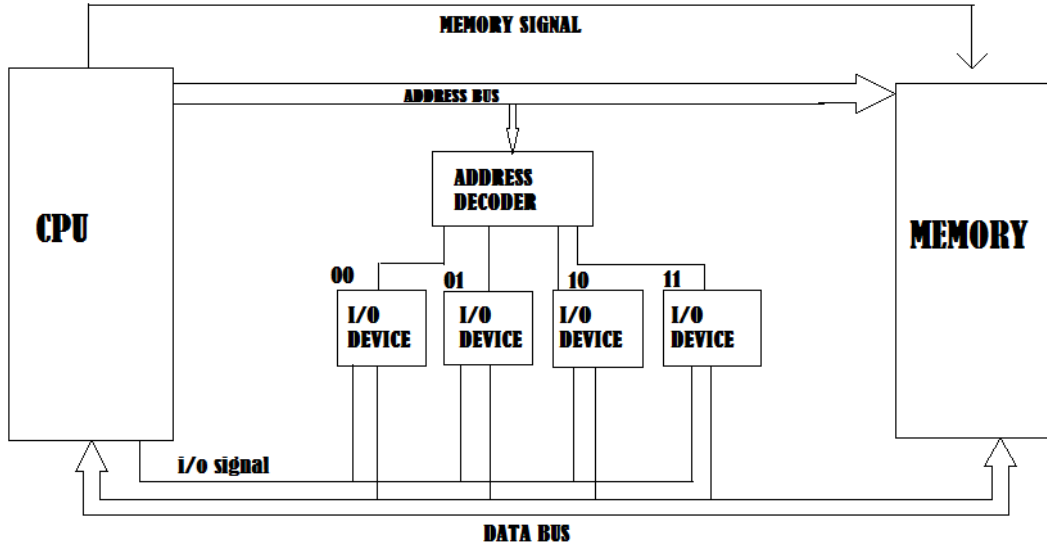 MEMORY SIGNAL
ADDRESS BUS
ADDRESS
DECODER
CPU
MEMORY
00
01
10
11
I/O
DEVICE
I/O
DEVICE
I/O
DEVICE
I/O
DEVICE
i/o signal
DATA BUS